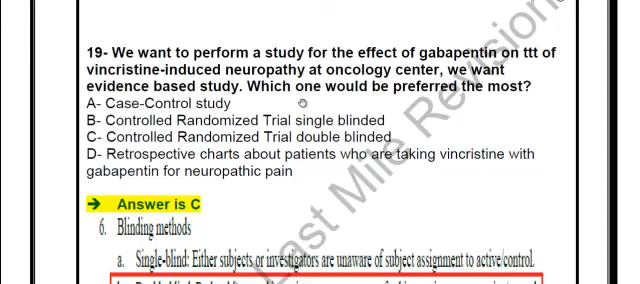 19- We want to perform a study for the effect of gabapentin on ttt of
vincristine-induced neuropathy at oncology center, we want
evidence based study. Which one would be preferred the most?
A- Case-Control study
B- Controlled Randomized Trial single blinded
C- Controlled Randomized Trial double blinded
D- Retrospective charts about patients who are taking vincristine with
gabapentin for neuropathic pain
➔ Answer is C
6. Blinding methods
a. Single-blind: Either subjects or investigators are unaware of subject assignment to active/control.
Last Mile Revision